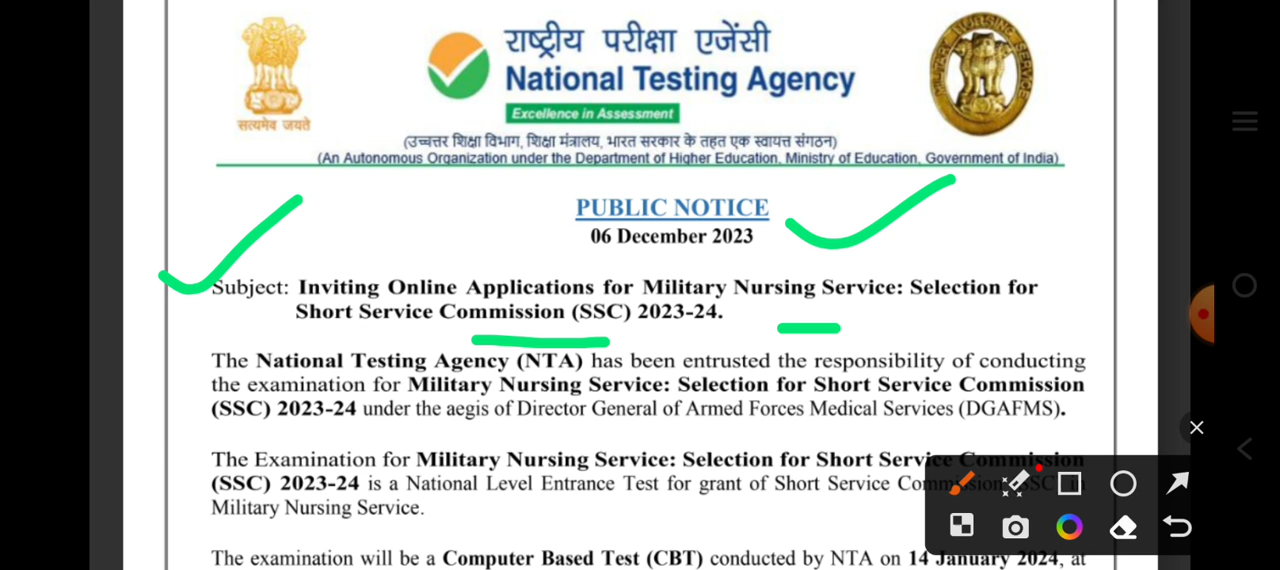 राष्ट्रीय परीक्षा एजेंसी
National Testing Agency
Excellence in Assessment
सत्यमेव जयते
MILITARY NURSING SERVICE
(उच्चतर शिक्षा विभाग, शिक्षा मंत्रालय, भारत सरकार के तहत एक स्वायत्त संगठन)
(An Autonomous Organization under the Department of Higher Education, Ministry of Education, Government of India)
PUBLIC NOTICE
06 December 2023
Subject: Inviting Online Applications for Military Nursing Service: Selection for
Short Service Commission (SSC) 2023-24.
The National Testing Agency (NTA) has been entrusted the responsibility of conducting
the examination for Military Nursing Service: Selection for Short Service Commission
(SSC) 2023-24 under the aegis of Director General of Armed Forces Medical Services (DGAFMS).
The Examination for Military Nursing Service: Selection for Short Service Commission
(SSC) 2023-24 is a National Level Entrance Test for grant of Short Service Commission (SSC) in
Military Nursing Service.
The examination will be a Computer Based Test (CBT) conducted by NTA on 14 January 2024, at